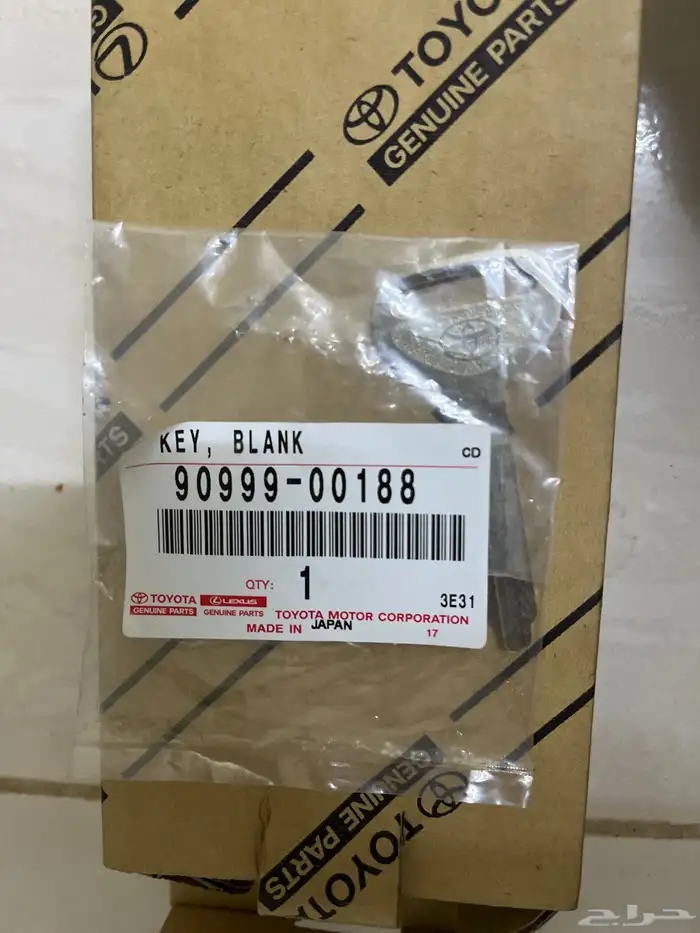 TOYOTA
GENUINE PARTS
PARTS
KEY, BLANK
CD
90999-00188
QTY: 1
3E31
TOYOTA LEXUS
GENUINE PARTS GENUINE PARTS
TOYOTA MOTOR CORPORATION
MADE IN JAPAN
17
GENUINE PARTS
TOYOTA
حراج